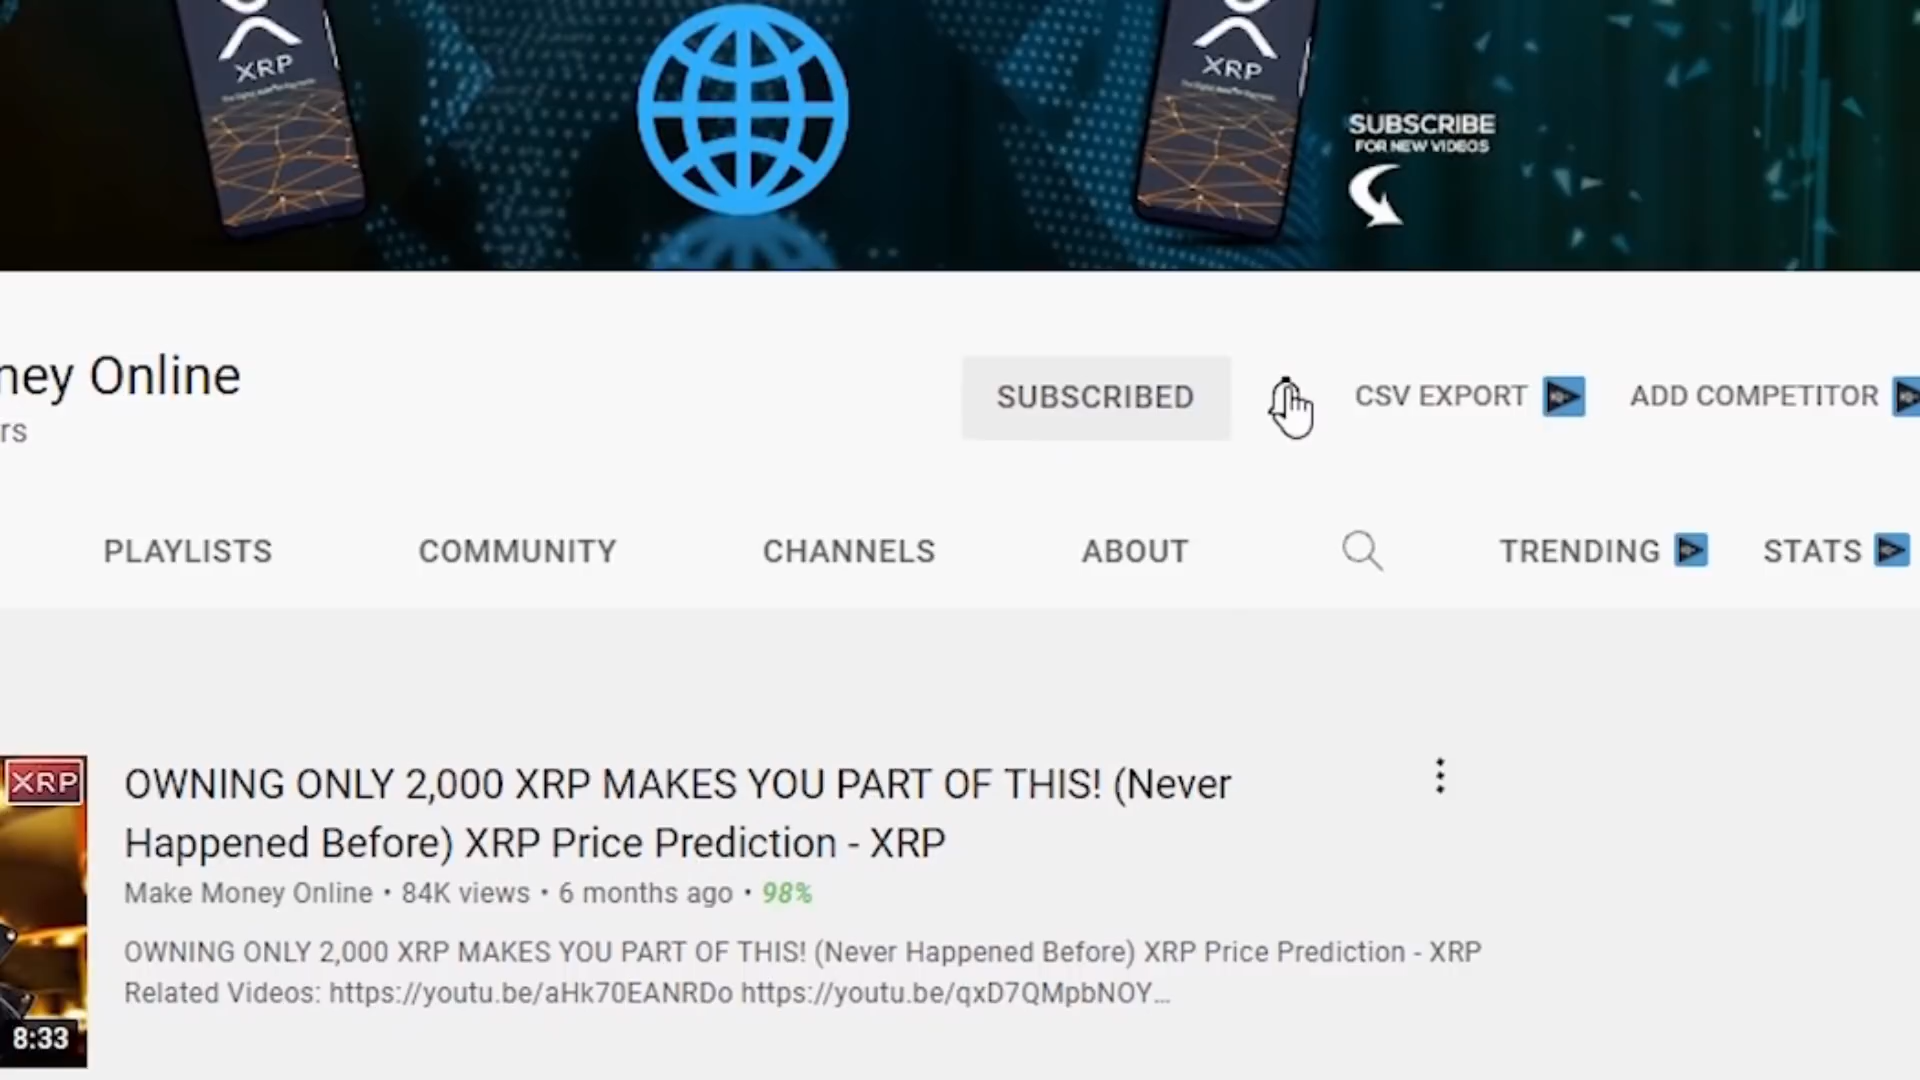 XRP
XRP
SUBSCRIBE
FOR NEW VIDEOS
ney Online
rs
SUBSCRIBED
CSV EXPORT
ADD COMPETITOR
PLAYLISTS
COMMUNITY
CHANNELS
ABOUT
TRENDING
STATS
XRP
8:33
OWNING ONLY 2,000 XRP MAKES YOU PART OF THIS! (Never
Happened Before) XRP Price Prediction - XRP
Make Money Online • 84K views • 6 months ago • 98%
OWNING ONLY 2,000 XRP MAKES YOU PART OF THIS! (Never Happened Before) XRP Price Prediction - XRP
Related Videos: https://youtu.be/aHk70EANRDo https://youtu.be/qxD7QMpbNOY...